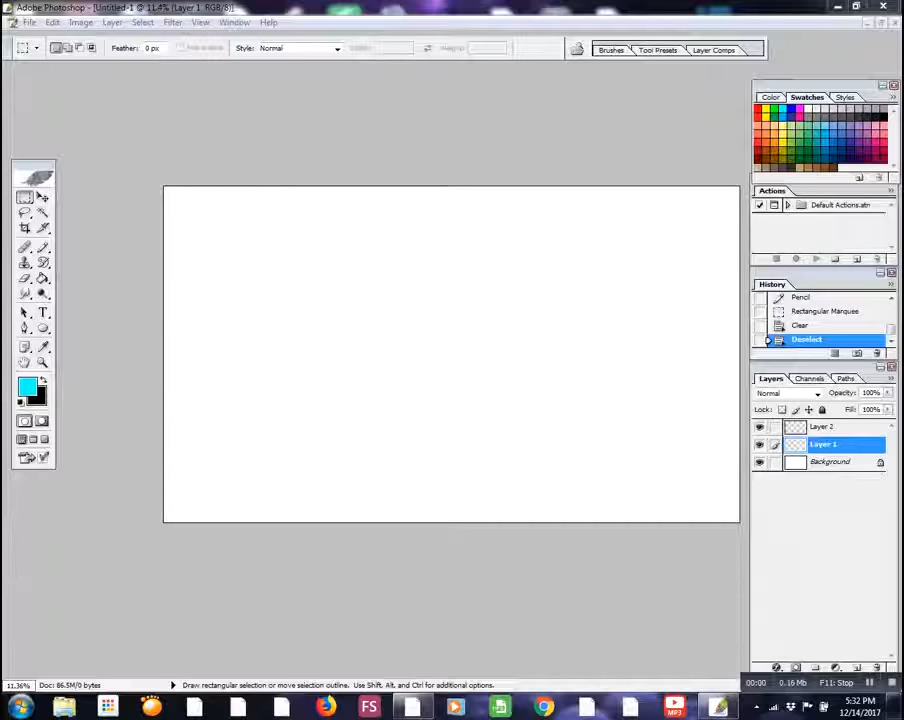 Adobe Photoshop - [Untitled-1 @ 11.4% (Layer 1, RGB/8)]
File Edit Image Layer Select Filter View Window Help
Feather: 0 px Style: Normal
Brushes Tool Presets Layer Comps
Color Swatches Styles
Actions
Default Actions.atn
History
Pencil
Rectangular Marquee
Clear
Deselect
Layers Channels Paths
Normal Opacity: 100%
Lock: Fill: 100%
Layer 2
Layer 1
Background
T
11.36% Doc: 86.5M/0 bytes Draw rectangular selection or move selection outline. Use Shift, Alt, and Ctrl for additional options.
00:00 0.16 Mb F11: Stop
FS
MP3
5:32 PM
12/14/2017